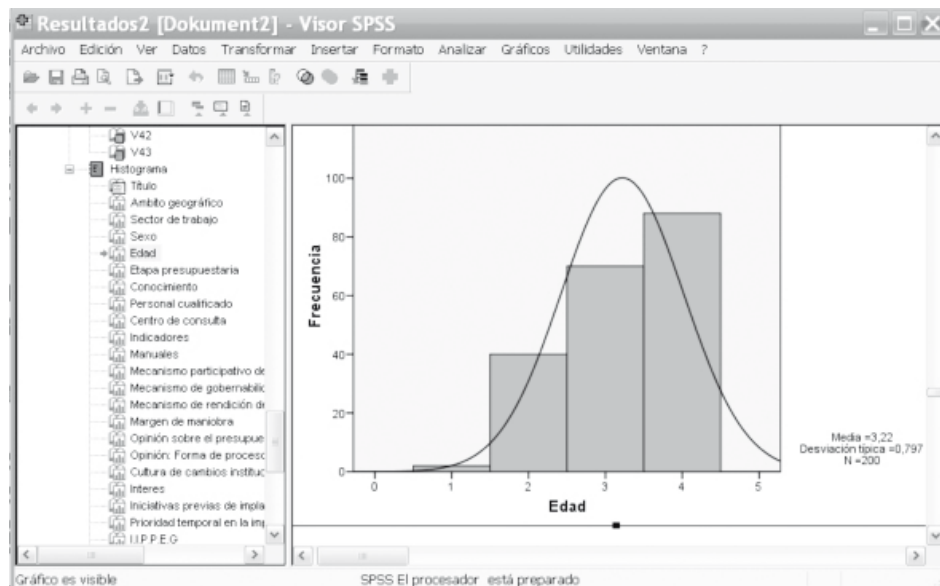 Resultados2 [Dokument2] - Visor SPSS
Archivo Edición Ver Datos Transformar Insertar Formato Analizar Gráficos Utilidades Ventana ?
V42
V43
Histograma
Título
Ambito geográfico
Sector de trabajo
Sexo
Edad
Etapa presupuestaria
Conocimiento
Personal cualificado
Centro de consulta
Indicadores
Manuales
Mecanismo participativo de
Mecanismo de gobernabilid
Mecanismo de rendición de
Margen de maniobra
Opinión sobre el presupue
Opinión: Forma de proceso
Cultura de cambios instituc
Interes
Iniciativas previas de impla
Prioridad temporal en la imp
I.I.P.P.E.G
Frecuencia
100
80
60
40
20
0
0 1 2 3 4 5
Edad
Media =3,22
Desviación típica =0,797
N =200
Gráfico es visible
SPSS El procesador está preparado